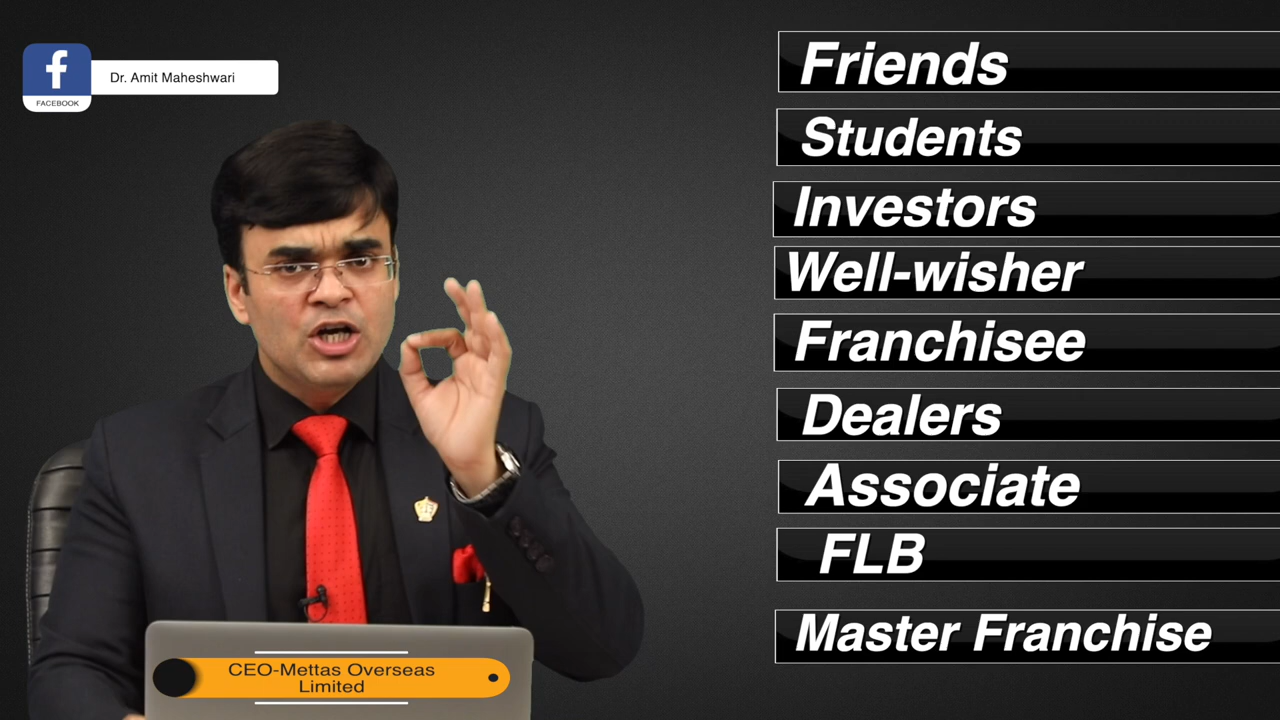 f
FACEBOOK
Dr. Amit Maheshwari
Friends
Students
Investors
Well-wisher
Franchisee
Dealers
Associate
FLB
Master Franchise
CEO-Mettas Overseas
Limited